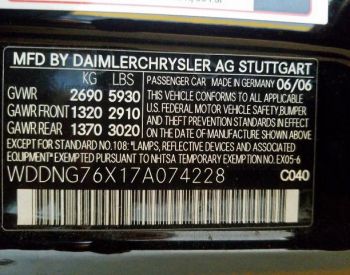 MFD BY DAIMLERCHRYSLER AG STUTTGART
KG LBS
GVWR 2690 5930
GAWR FRONT 1320 2910
GAWR REAR 1370 3020
PASSENGER CAR MADE IN GERMANY 06/06
THIS VEHICLE CONFORMS TO ALL APPLICABLE
U.S. FEDERAL MOTOR VEHICLE SAFETY, BUMPER
AND THEFT PREVENTION STANDARDS IN EFFECT
ON THE DATE OF MANUFACTURE SHOWN ABOVE
EXCEPT FOR STANDARD NO. 108: "LAMPS, REFLECTIVE DEVICES AND ASSOCIATED
EQUIPMENT" EXEMPTED PURSUANT TO NHTSA EXEMPTION NO. EX05-6
WDDNG76X17A074228 C040